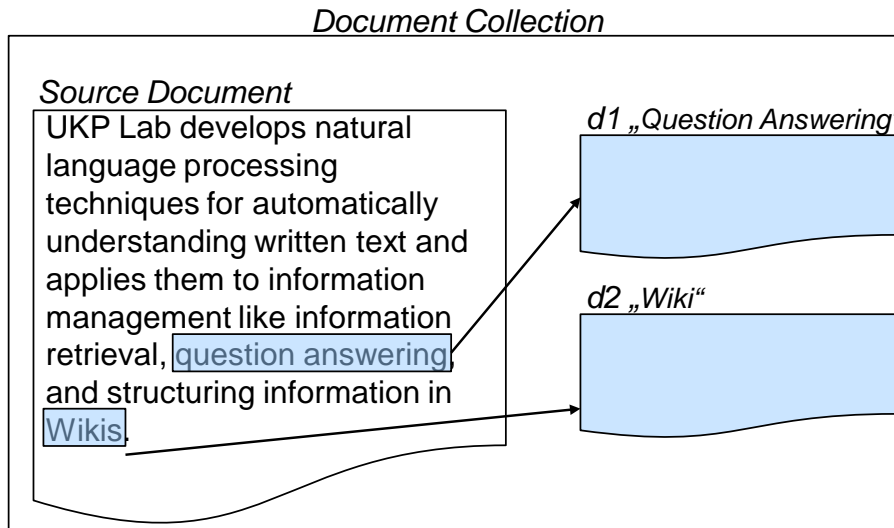 Document Collection
Source Document
UKP Lab develops natural
language processing
techniques for automatically
understanding written text and
applies them to information
management like information
retrieval, question answering,
and structuring information in
Wikis.
d1 „Question Answering
d2 „Wiki“